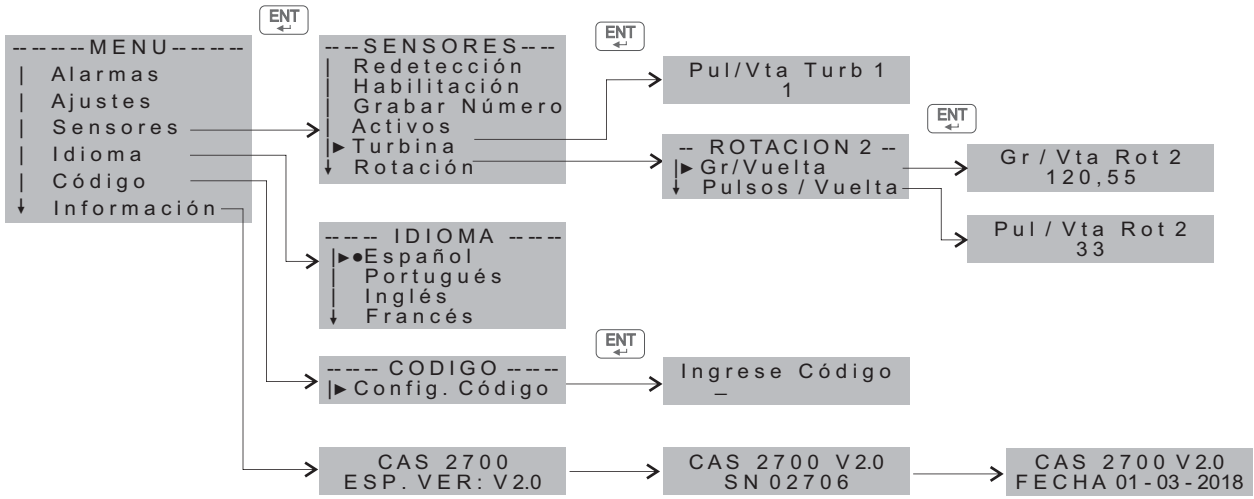 ENT
-- -- -- -- MENU -- -- -- --
Alarmas
Ajustes
Sensores
Idioma
Código
Información
-- -- SENSORES -- --
Redetección
Habilitación
Grabar Número
Activos
Turbina
Rotación
ENT
Pul/Vta Turb 1
1
ENT
-- ROTACION 2 --
Gr/Vuelta
Pulsos / Vuelta
Gr / Vta Rot 2
120,55
Pul / Vta Rot 2
33
-- -- -- IDIOMA -- -- --
Español
Portugués
Inglés
Francés
-- -- -- CODIGO -- -- --
Config. Código
ENT
Ingrese Código
_
CAS 2700
ESP. VER: V2.0
CAS 2700 V2.0
SN 02706
CAS 2700 V2.0
FECHA 01-03-2018